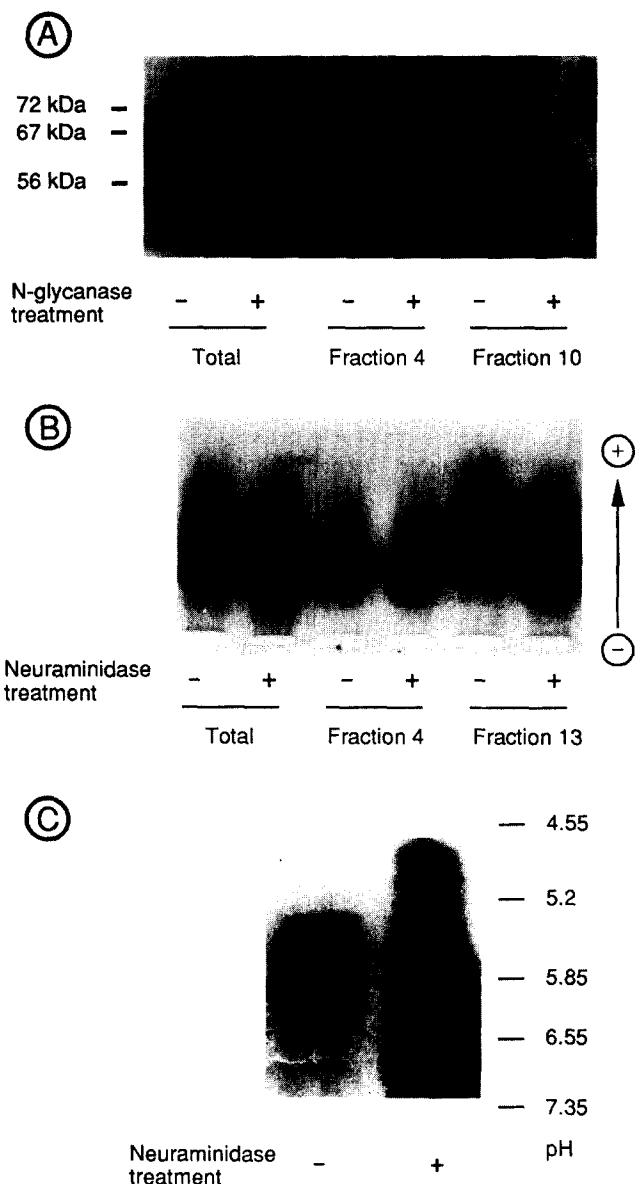 A
72 kDa
67 kDa
56 kDa
N-glycanase treatment
- + - + - +
Total Fraction 4 Fraction 10
B
+
-
Neuraminidase treatment
- + - + - +
Total Fraction 4 Fraction 13
C
4.55
5.2
5.85
6.55
7.35
pH
Neuraminidase treatment
- +